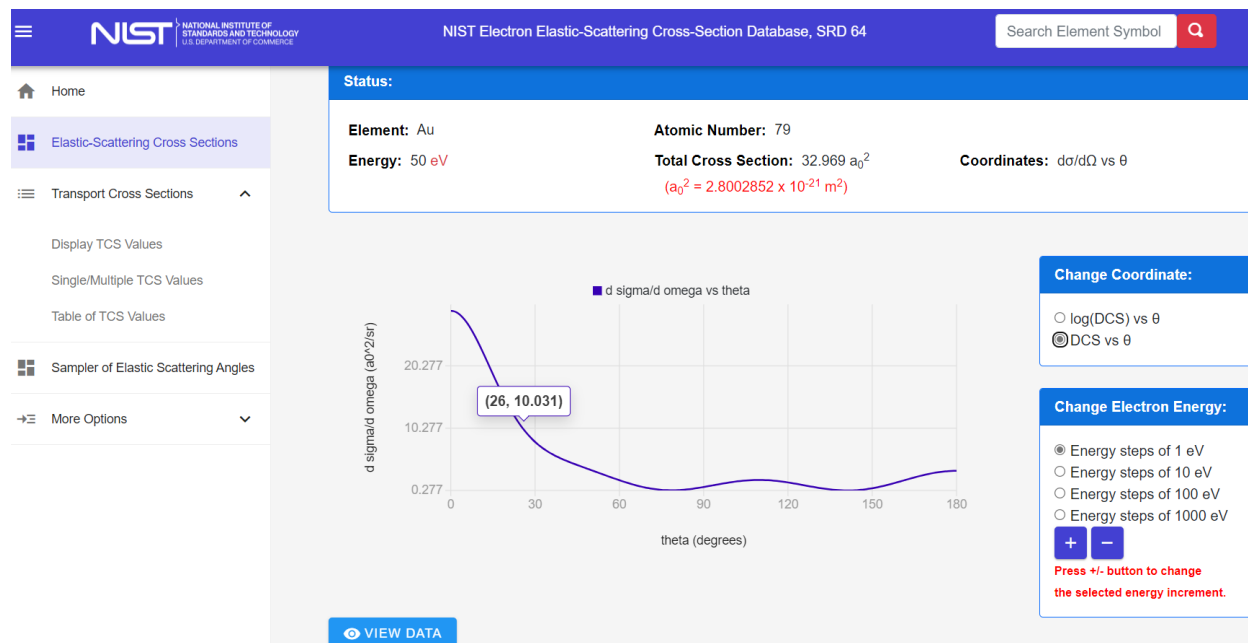 NIST
NATIONAL INSTITUTE OF
STANDARDS AND TECHNOLOGY
U.S. DEPARTMENT OF COMMERCE
NIST Electron Elastic-Scattering Cross-Section Database, SRD 64
Search Element Symbol
Home
Elastic-Scattering Cross Sections
Transport Cross Sections
Display TCS Values
Single/Multiple TCS Values
Table of TCS Values
Sampler of Elastic Scattering Angles
More Options
Status:
Element: Au
Atomic Number: 79
Energy: 50 eV
Total Cross Section: 32.969 a₀²
Coordinates: dσ/dΩ vs θ
(a₀² = 2.8002852 x 10⁻²¹ m²)
d sigma/d omega vs theta
d sigma/d omega (a0^2/sr)
20.277
10.277
0.277
(26, 10.031)
0 30 60 90 120 150 180
theta (degrees)
Change Coordinate:
log(DCS) vs θ
DCS vs θ
Change Electron Energy:
Energy steps of 1 eV
Energy steps of 10 eV
Energy steps of 100 eV
Energy steps of 1000 eV
+ −
Press +/- button to change
the selected energy increment.
VIEW DATA